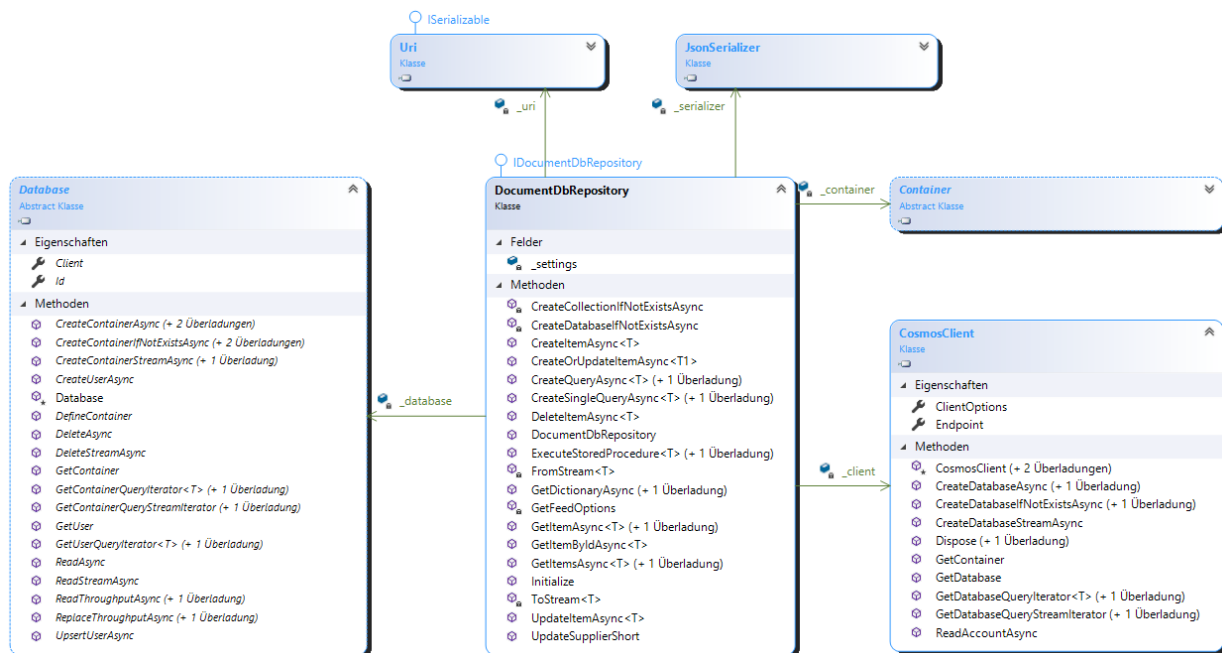 ISerializable
Uri
Klasse
JsonSerializer
Klasse
_uri
_serializer
IDocumentDbRepository
Database
Abstract Klasse
Eigenschaften
Client
Id
Methoden
CreateContainerAsync (+ 2 Überladungen)
CreateContainerIfNotExistsAsync (+ 2 Überladungen)
CreateContainerStreamAsync (+ 1 Überladung)
CreateUserAsync
Database
DefineContainer
DeleteAsync
DeleteStreamAsync
GetContainer
GetContainerQueryIterator<T> (+ 1 Überladung)
GetContainerQueryStreamIterator (+ 1 Überladung)
GetUser
GetUserQueryIterator<T> (+ 1 Überladung)
ReadAsync
ReadStreamAsync
ReadThroughputAsync (+ 1 Überladung)
ReplaceThroughputAsync (+ 1 Überladung)
UpsertUserAsync
_database
DocumentDbRepository
Klasse
Felder
_settings
Methoden
CreateCollectionIfNotExistsAsync
CreateDatabaseIfNotExistsAsync
CreateItemAsync<T>
CreateOrUpdateItemAsync<T1>
CreateQueryAsync<T> (+ 1 Überladung)
CreateSingleQueryAsync<T> (+ 1 Überladung)
DeleteItemAsync<T>
DocumentDbRepository
ExecuteStoredProcedure<T> (+ 1 Überladung)
FromStream<T>
GetDictionaryAsync (+ 1 Überladung)
GetFeedOptions
GetItemAsync<T> (+ 1 Überladung)
GetItemByIdAsync<T>
GetItemsAsync<T> (+ 1 Überladung)
Initialize
ToStream<T>
UpdateItemAsync<T>
UpdateSupplierShort
_container
Container
Abstract Klasse
_client
CosmosClient
Klasse
Eigenschaften
ClientOptions
Endpoint
Methoden
CosmosClient (+ 2 Überladungen)
CreateDatabaseAsync (+ 1 Überladung)
CreateDatabaseIfNotExistsAsync (+ 1 Überladung)
CreateDatabaseStreamAsync
Dispose (+ 1 Überladung)
GetContainer
GetDatabase
GetDatabaseQueryIterator<T> (+ 1 Überladung)
GetDatabaseQueryStreamIterator (+ 1 Überladung)
ReadAccountAsync